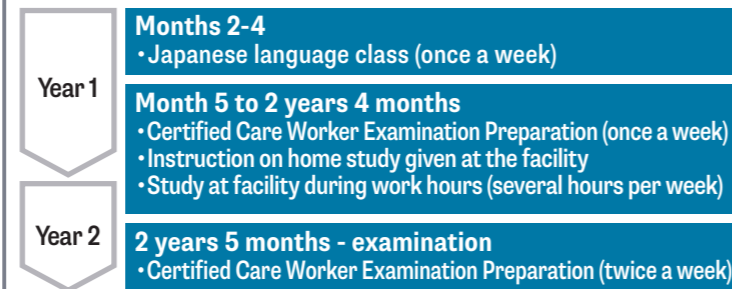 Year 1
Months 2-4
・Japanese language class (once a week)
Month 5 to 2 years 4 months
・Certified Care Worker Examination Preparation (once a week)
・Instruction on home study given at the facility
・Study at facility during work hours (several hours per week)
Year 2
2 years 5 months - examination
・Certified Care Worker Examination Preparation (twice a week)